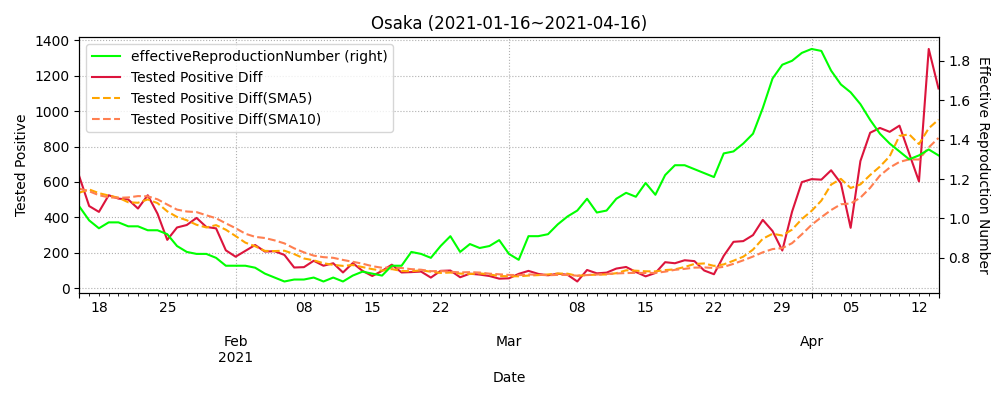 Osaka (2021-01-16~2021-04-16)
effectiveReproductionNumber (right)
Tested Positive Diff
Tested Positive Diff(SMA5)
Tested Positive Diff(SMA10)
Tested Positive
1400
1200
1000
800
600
400
200
0
1.8
1.6
1.4
1.2
1.0
0.8
Effective Reproduction Number
18 25 08 15 22 08 15 22 29 05 12
Feb Mar Apr
2021
Date